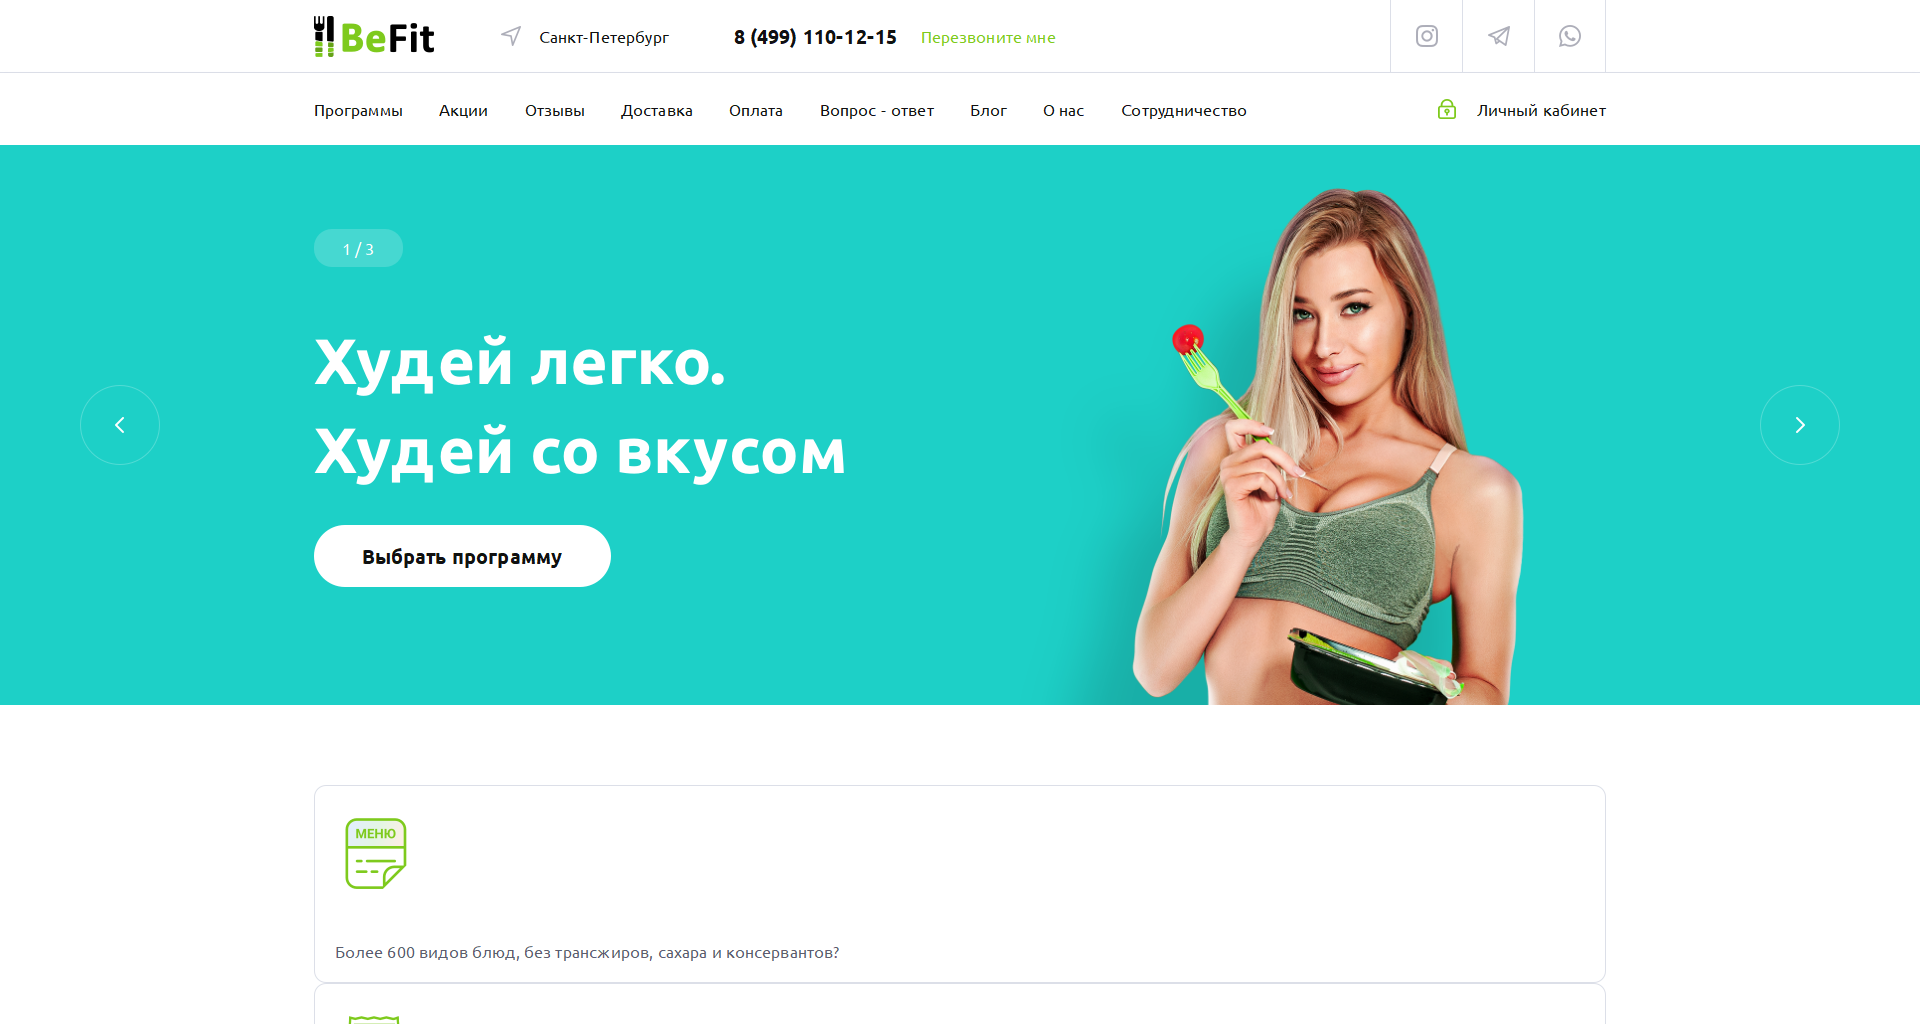 BeFit
Санкт-Петербург
8 (499) 110-12-15
Перезвоните мне
Программы
Акции
Отзывы
Доставка
Оплата
Вопрос - ответ
Блог
О нас
Сотрудничество
Личный кабинет
1 / 3
Худей легко.
Худей со вкусом
Выбрать программу
МЕНЮ
Более 600 видов блюд, без трансжиров, сахара и консервантов?